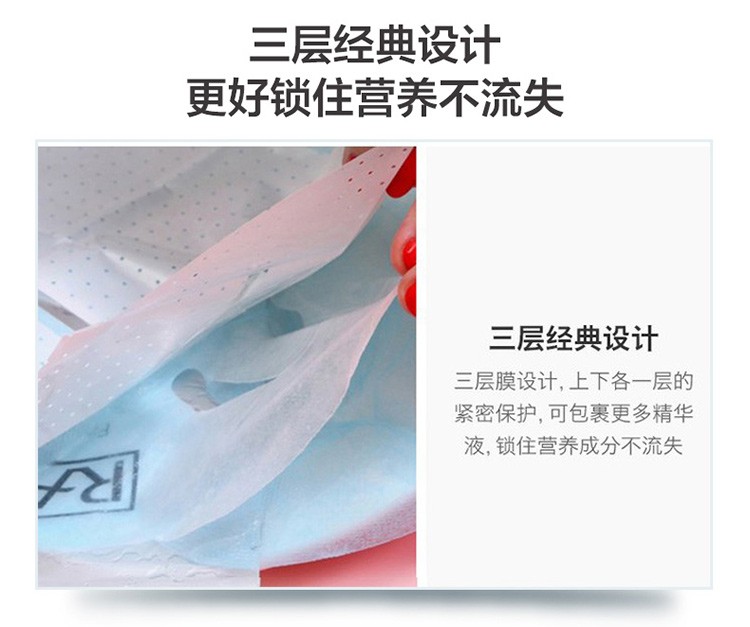 三层经典设计
更好锁住营养不流失
三层经典设计
三层膜设计, 上下各一层的
紧密保护, 可包裹更多精华
液, 锁住营养成分不流失